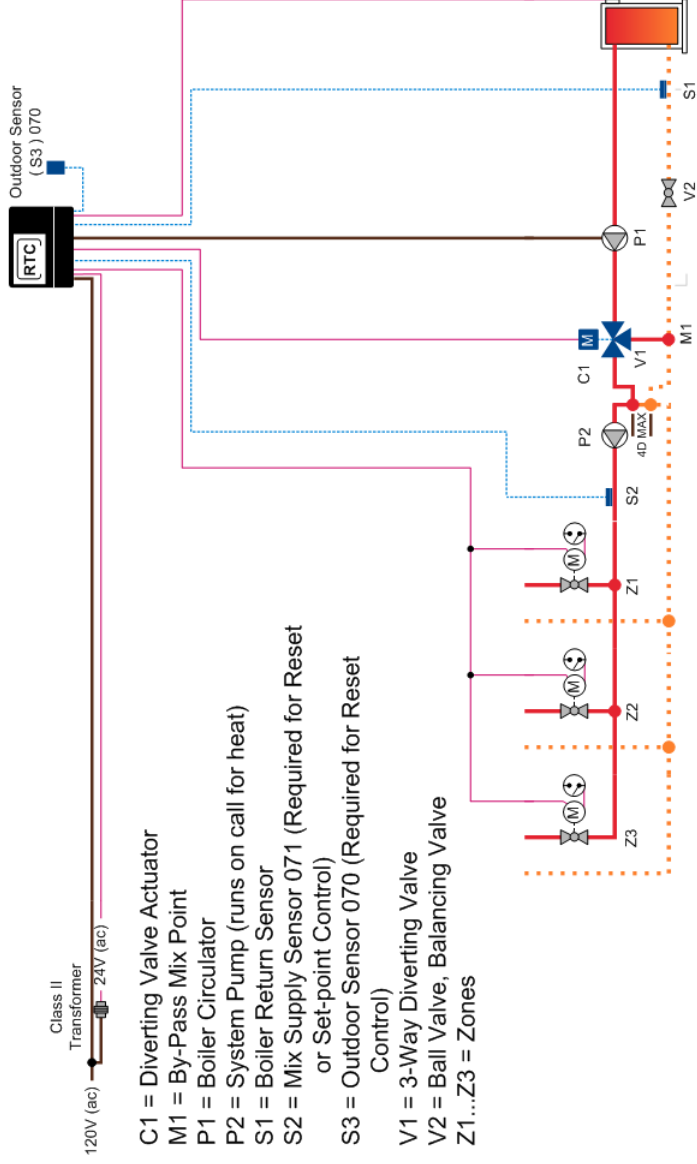 Outdoor Sensor
( S3 ) 070
RTC
Class II
Transformer
120V (ac)
24V (ac)
C1 = Diverting Valve Actuator
M1 = By-Pass Mix Point
P1 = Boiler Circulator
P2 = System Pump (runs on call for heat)
S1 = Boiler Return Sensor
S2 = Mix Supply Sensor 071 (Required for Reset
or Set-point Control)
S3 = Outdoor Sensor 070 (Required for Reset
Control)
V1 = 3-Way Diverting Valve
V2 = Ball Valve, Balancing Valve
Z1...Z3 = Zones
M
M
M
M
C1
V1
P1
P2
4D MAX
S2
Z3
Z2
Z1
M1
V2
S1